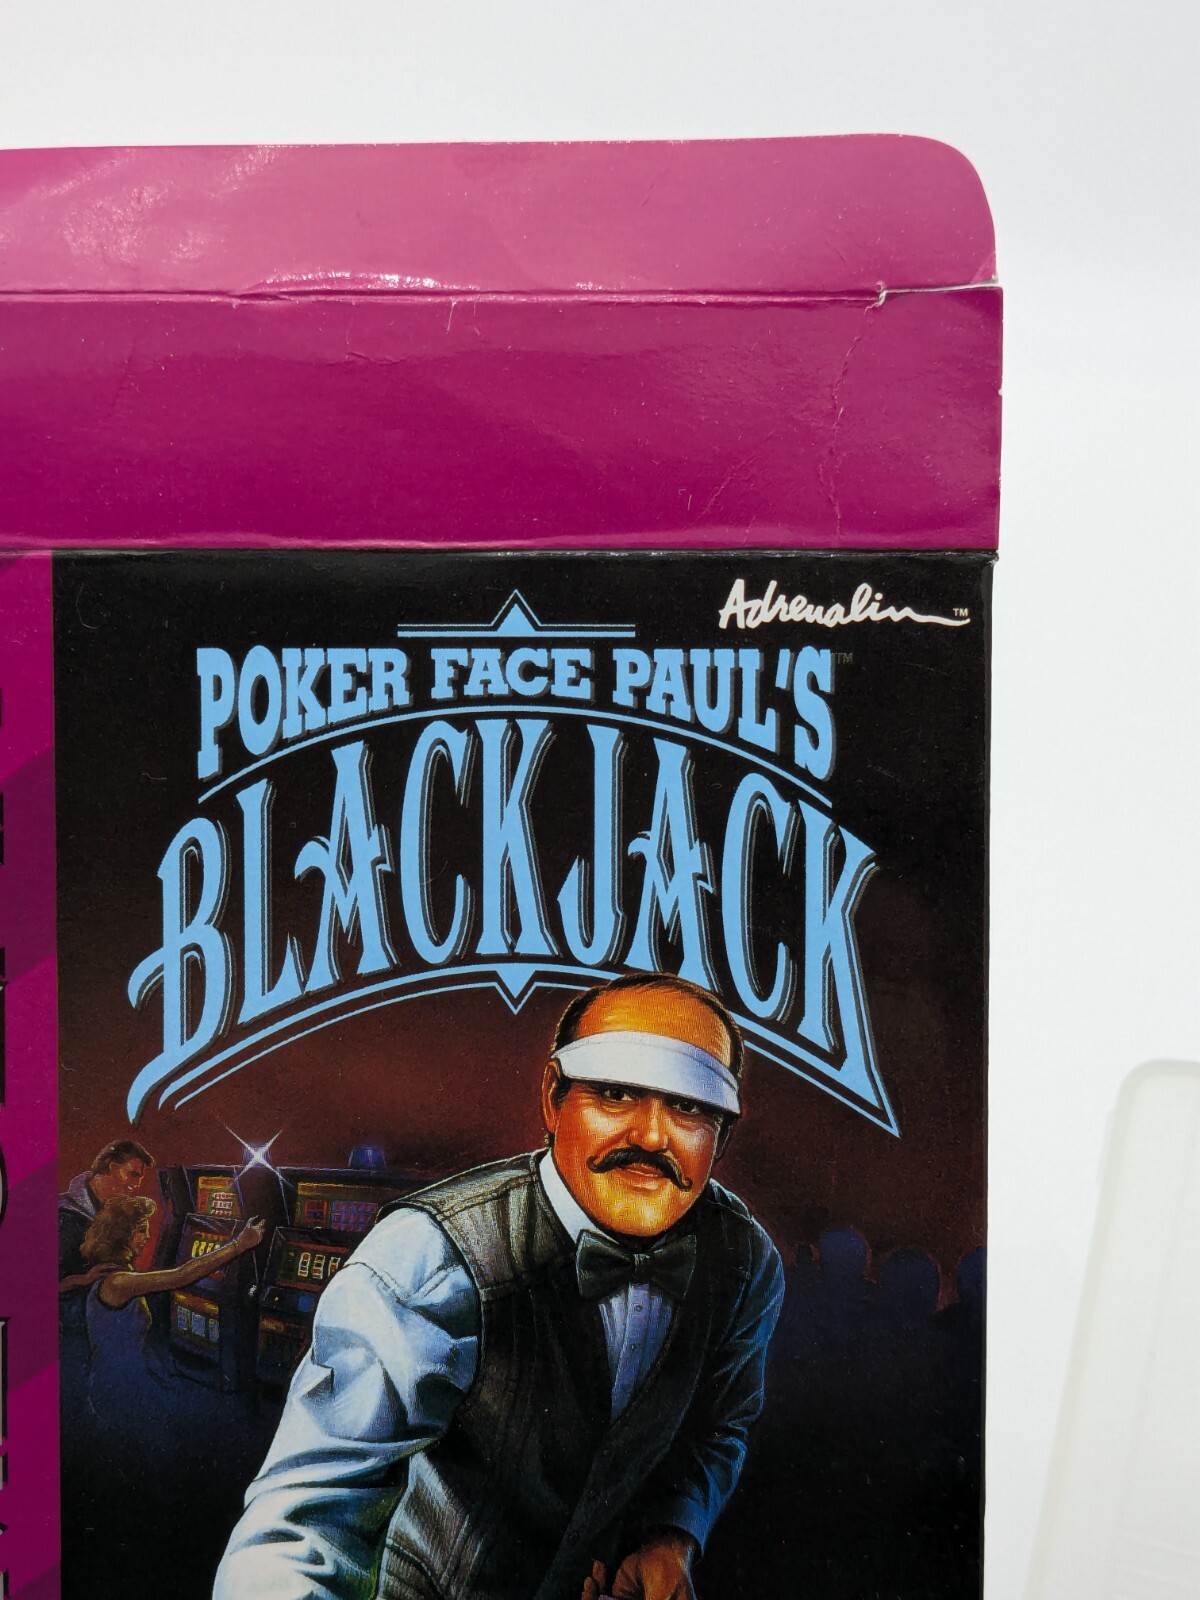 Adrenalin™
POKER FACE PAUL'S™
BLACKJACK